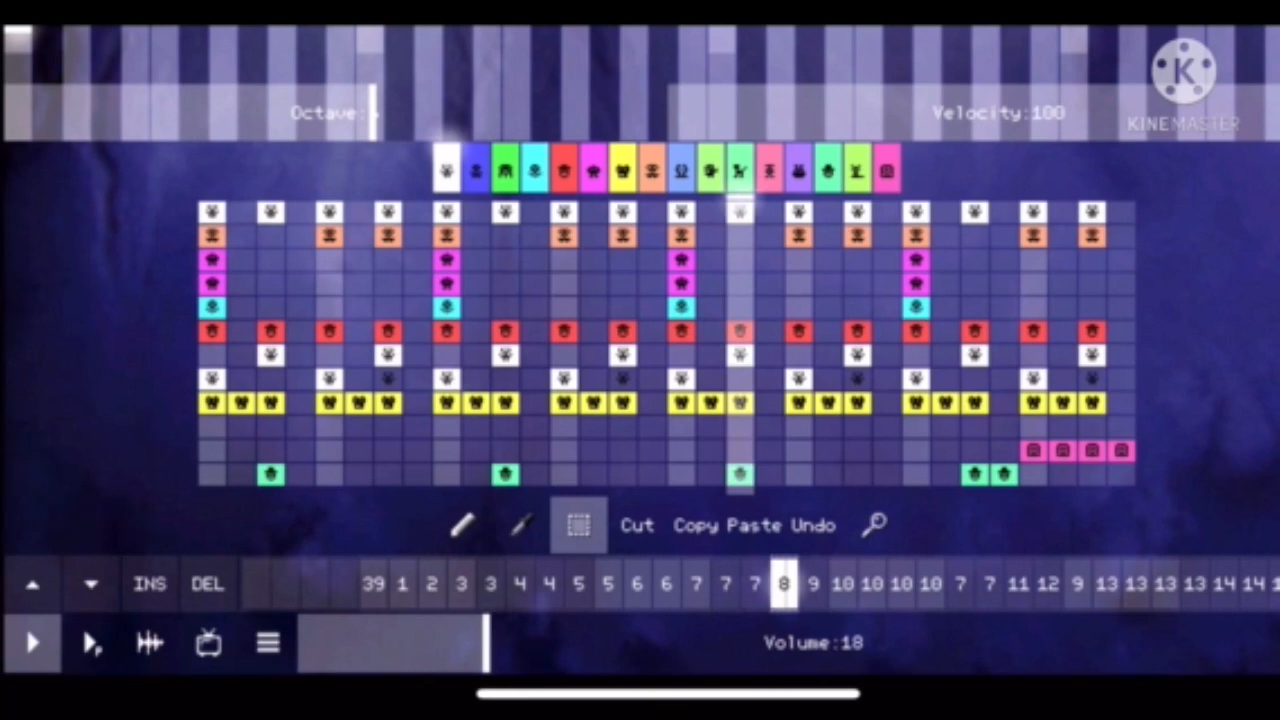 Octave:
Velocity:100
K
KINEMASTER
Cut Copy Paste Undo
INS DEL 39 1 2 3 3 4 4 5 5 6 6 7 7 7 8 9 10 10 10 10 7 7 11 12 9 13 13 13 13 14 14
Volume:18